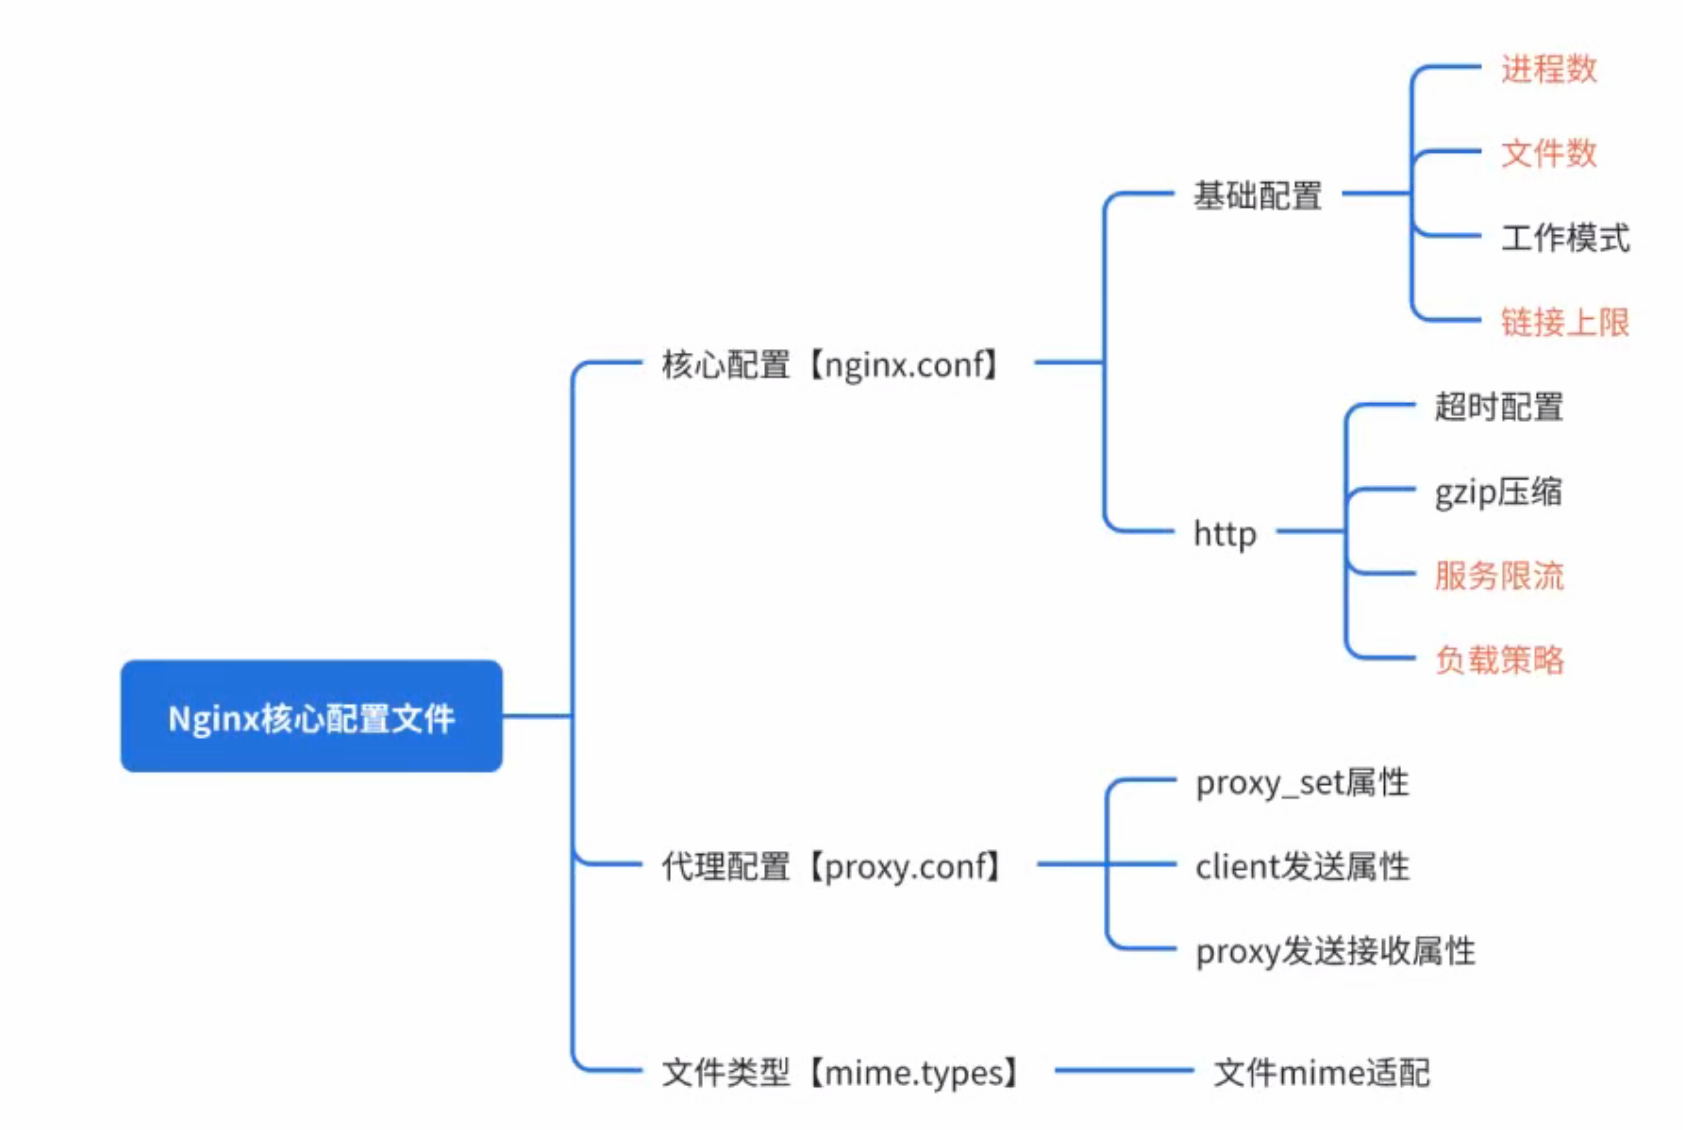 Nginx核心配置文件
核心配置【nginx.conf】
基础配置
进程数
文件数
工作模式
链接上限
http
超时配置
gzip压缩
服务限流
负载策略
代理配置【proxy.conf】
proxy_set属性
client发送属性
proxy发送接收属性
文件类型【mime.types】
文件mime适配